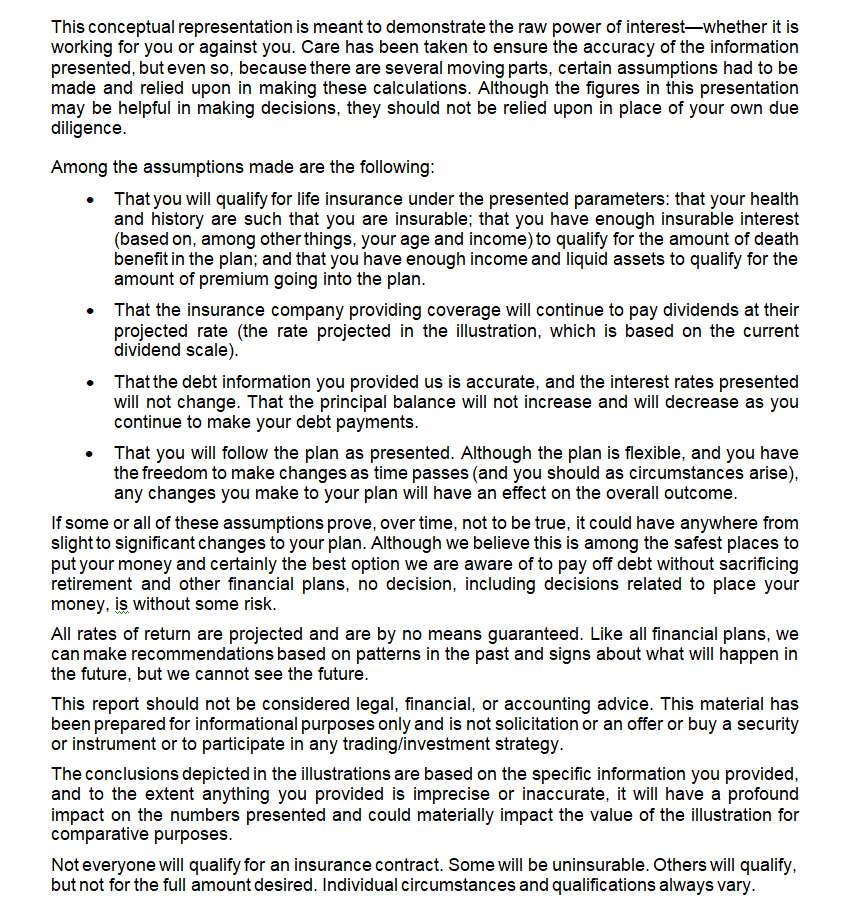 This conceptual representation is meant to demonstrate the raw power of interest—whether it is
working for you or against you. Care has been taken to ensure the accuracy of the information
presented, but even so, because there are several moving parts, certain assumptions had to be
made and relied upon in making these calculations. Although the figures in this presentation
may be helpful in making decisions, they should not be relied upon in place of your own due
diligence.
Among the assumptions made are the following:
• That you will qualify for life insurance under the presented parameters: that your health
and history are such that you are insurable; that you have enough insurable interest
(based on, among other things, your age and income) to qualify for the amount of death
benefit in the plan; and that you have enough income and liquid assets to qualify for the
amount of premium going into the plan.
• That the insurance company providing coverage will continue to pay dividends at their
projected rate (the rate projected in the illustration, which is based on the current
dividend scale).
• That the debt information you provided us is accurate, and the interest rates presented
will not change. That the principal balance will not increase and will decrease as you
continue to make your debt payments.
• That you will follow the plan as presented. Although the plan is flexible, and you have
the freedom to make changes as time passes (and you should as circumstances arise),
any changes you make to your plan will have an effect on the overall outcome.
If some or all of these assumptions prove, over time, not to be true, it could have anywhere from
slight to significant changes to your plan. Although we believe this is among the safest places to
put your money and certainly the best option we are aware of to pay off debt without sacrificing
retirement and other financial plans, no decision, including decisions related to place your
money, is without some risk.
All rates of return are projected and are by no means guaranteed. Like all financial plans, we
can make recommendations based on patterns in the past and signs about what will happen in
the future, but we cannot see the future.
This report should not be considered legal, financial, or accounting advice. This material has
been prepared for informational purposes only and is not solicitation or an offer or buy a security
or instrument or to participate in any trading/investment strategy.
The conclusions depicted in the illustrations are based on the specific information you provided,
and to the extent anything you provided is imprecise or inaccurate, it will have a profound
impact on the numbers presented and could materially impact the value of the illustration for
comparative purposes.
Not everyone will qualify for an insurance contract. Some will be uninsurable. Others will qualify,
but not for the full amount desired. Individual circumstances and qualifications always vary.